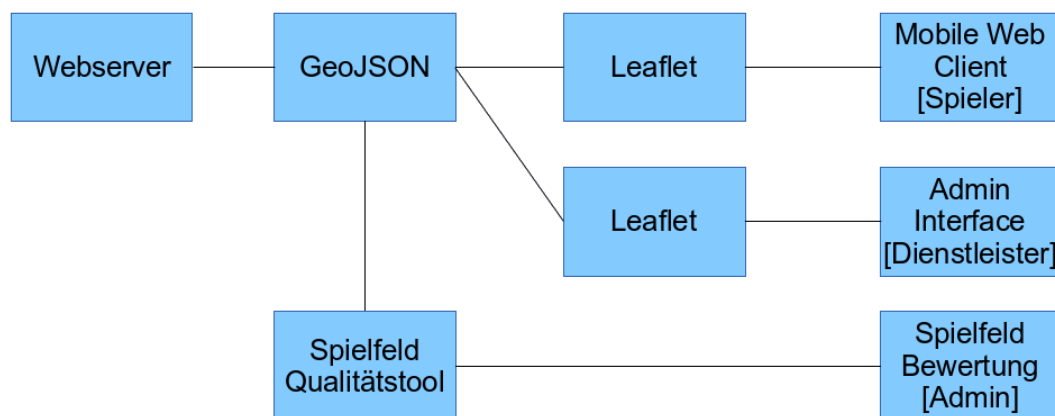 Webserver
GeoJSON
Leaflet
Mobile Web
Client
[Spieler]
Leaflet
Admin
Interface
[Dienstleister]
Spielfeld
Qualitätstool
Spielfeld
Bewertung
[Admin]